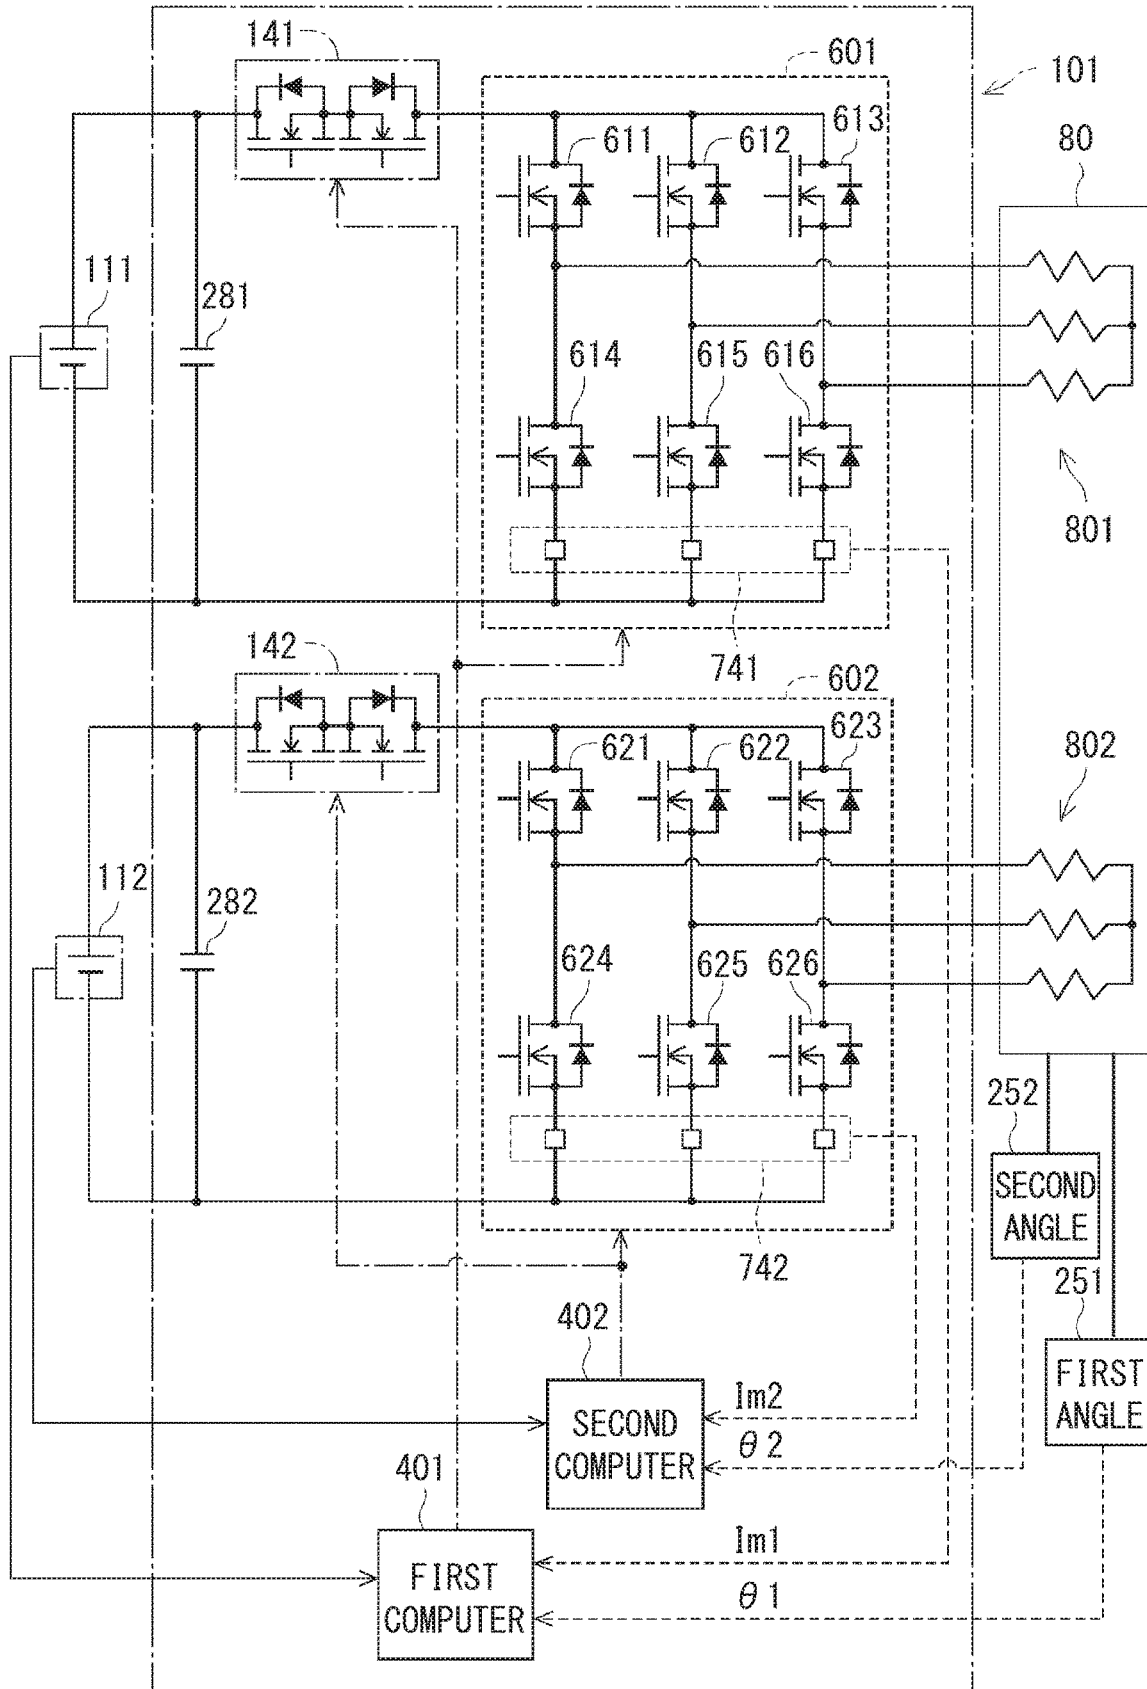 141
601
101
611
612
613
80
111
281
614
615
616
801
142
741
602
621
622
623
802
112
282
624
625
626
252
SECOND
ANGLE
742
251
402
FIRST
ANGLE
Im2
SECOND
COMPUTER
θ2
401
Im1
FIRST
COMPUTER
θ1